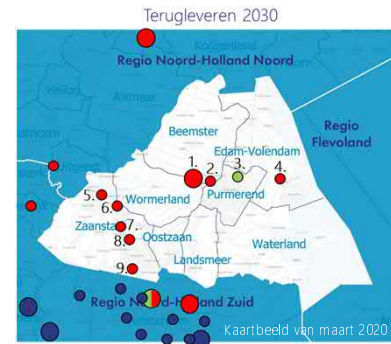 Terugleveren 2030
Regio Noord-Holland Noord
Beemster
Regio
Flevoland
Edam-Volendam
1.
2.
3.
4.
Purmerend
5.
6.
Wormerland
Zaanstad
7.
8.
Oostzaan
Waterland
Landsmeer
9.
Regio Noord-Holland Zuid
Kaartbeeld van maart 2020